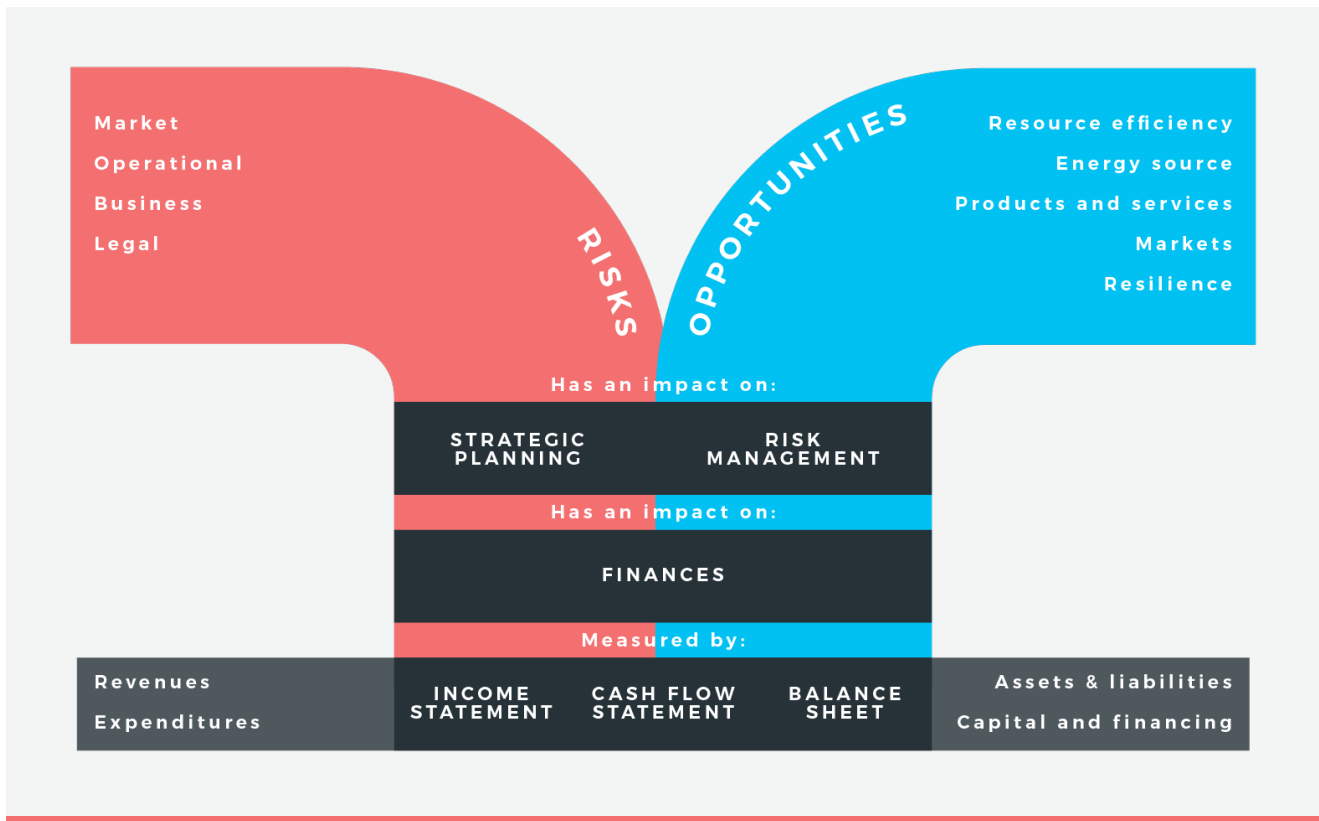 Market
Operational
Business
Legal
RISKS
OPPORTUNITIES
Resource efficiency
Energy source
Products and services
Markets
Resilience
Has an impact on:
STRATEGIC
PLANNING
RISK
MANAGEMENT
Has an impact on:
FINANCES
Measured by:
Revenues
Expenditures
INCOME
STATEMENT
CASH FLOW
STATEMENT
BALANCE
SHEET
Assets & liabilities
Capital and financing